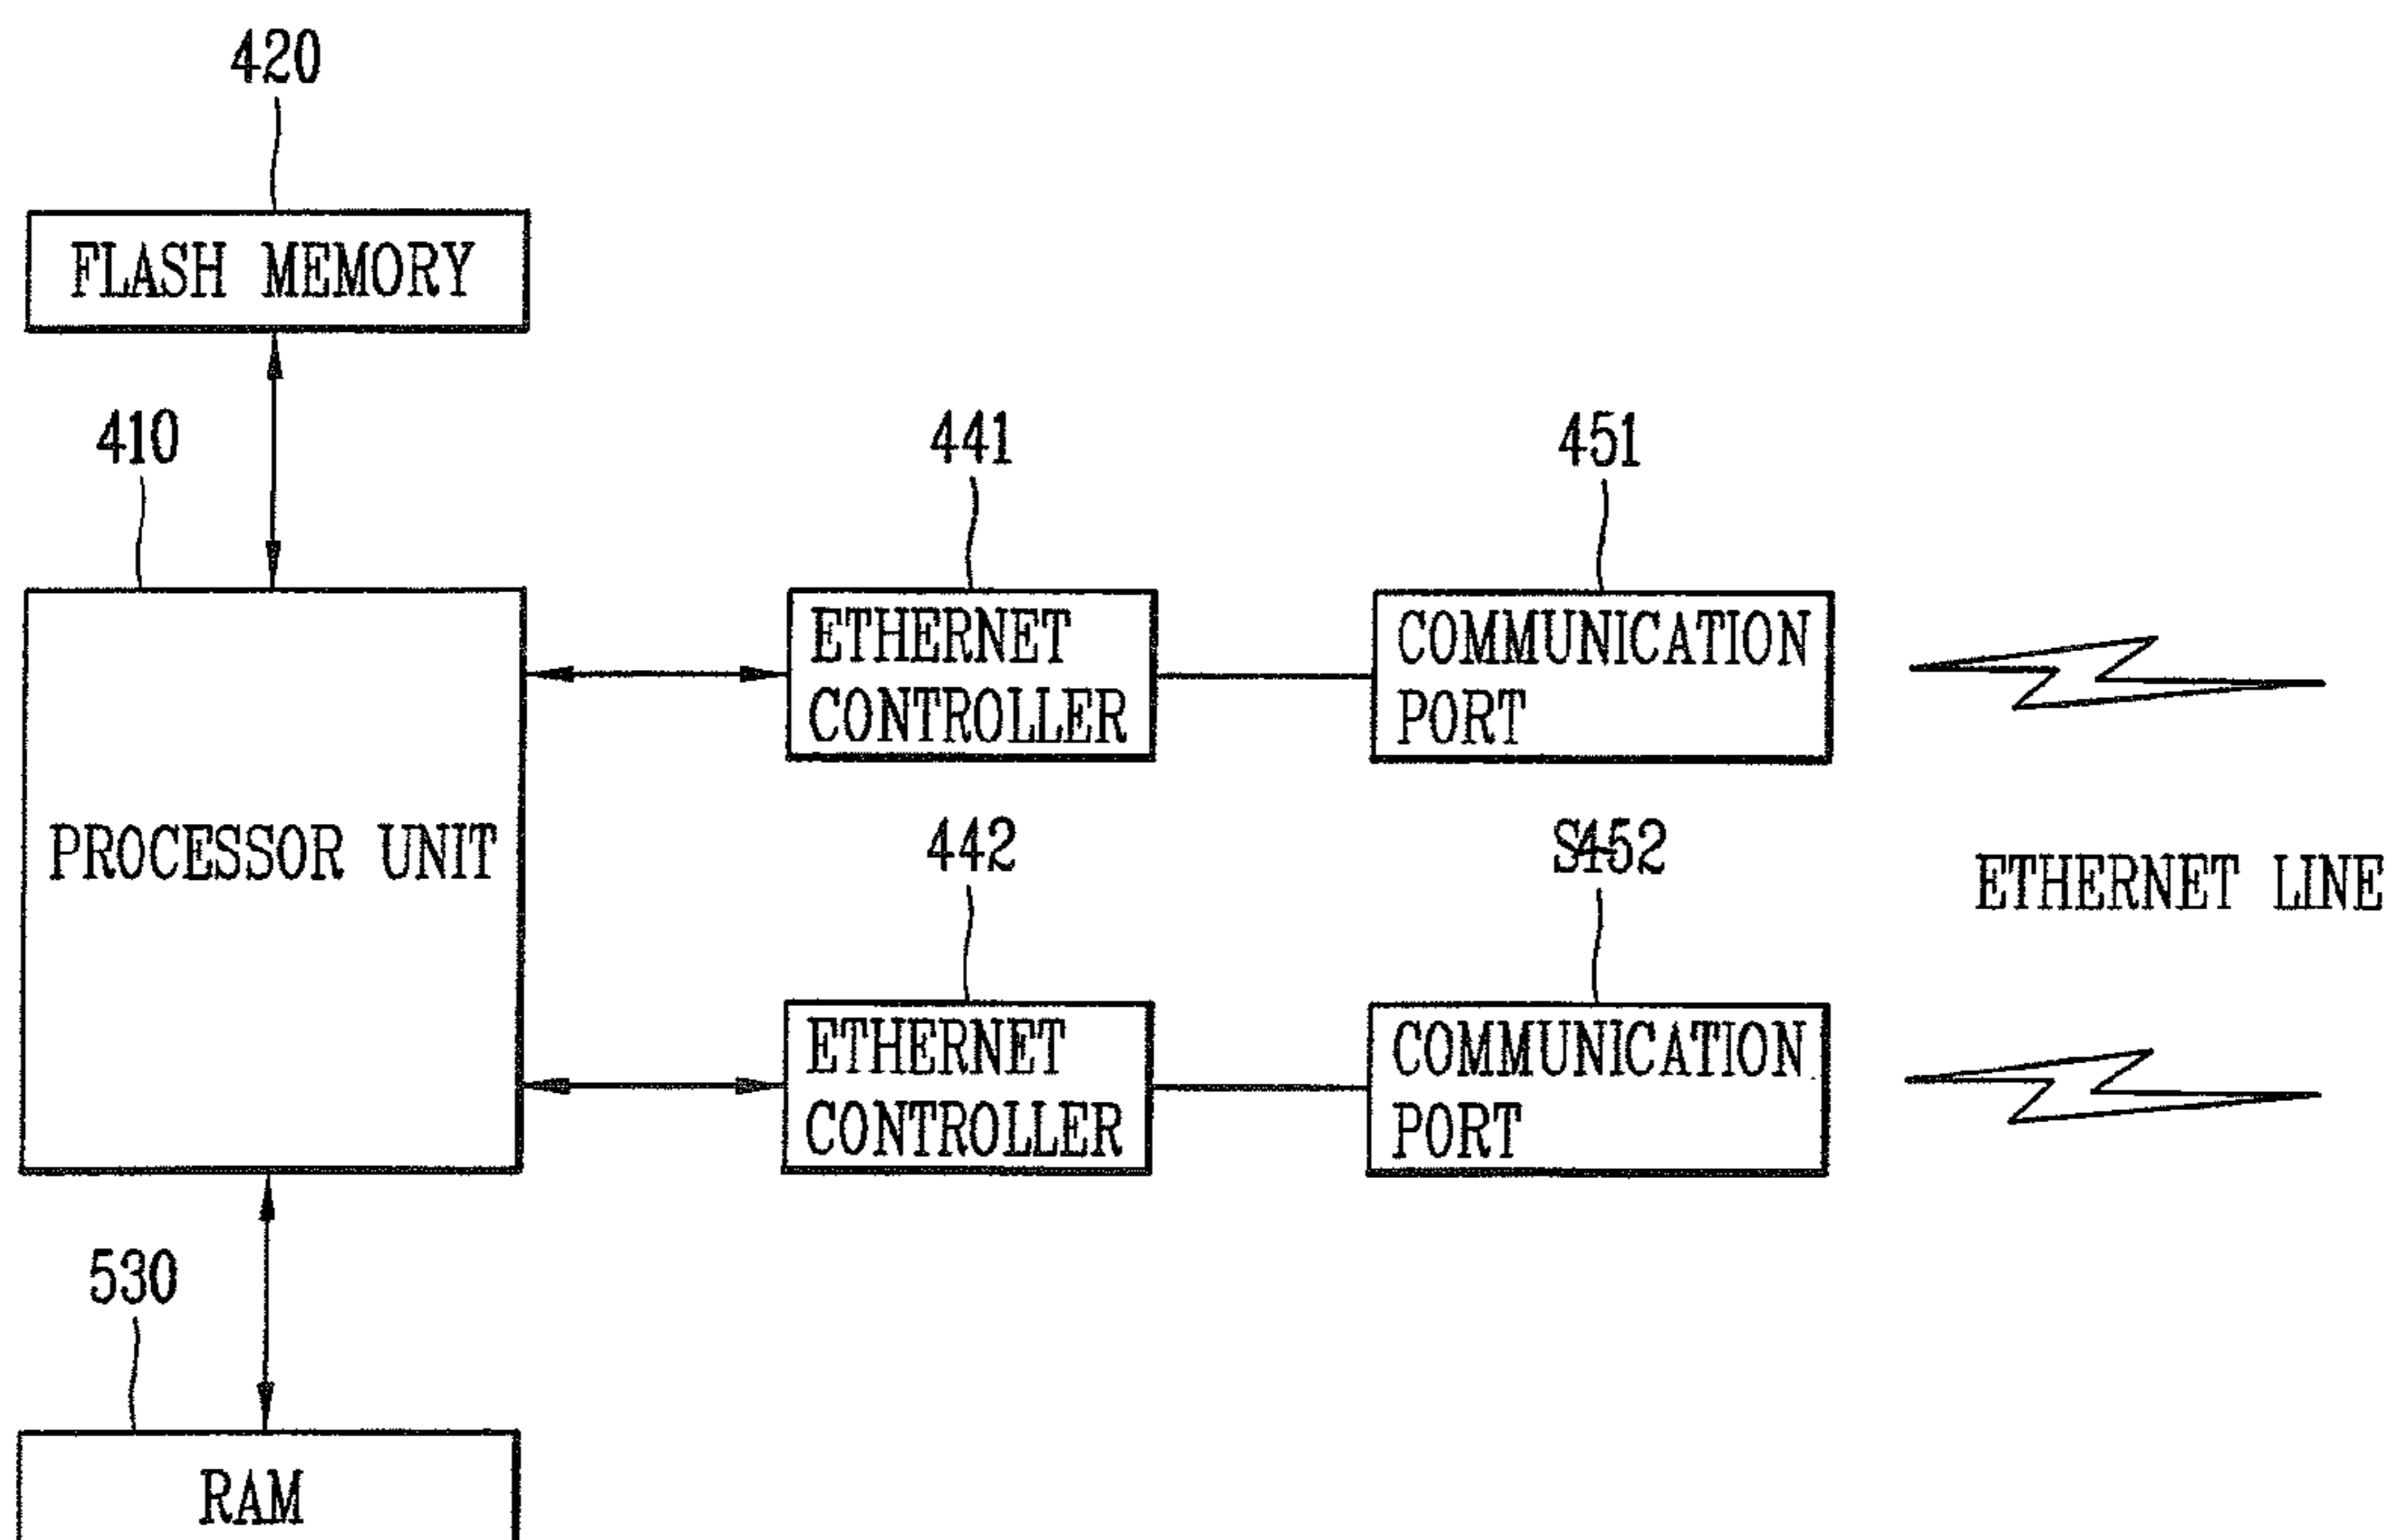 420
FLASH MEMORY
410
441
451
ETHERNET
CONTROLLER
COMMUNICATION
PORT
PROCESSOR UNIT
442
S452
ETHERNET LINE
ETHERNET
CONTROLLER
COMMUNICATION
PORT
530
RAM